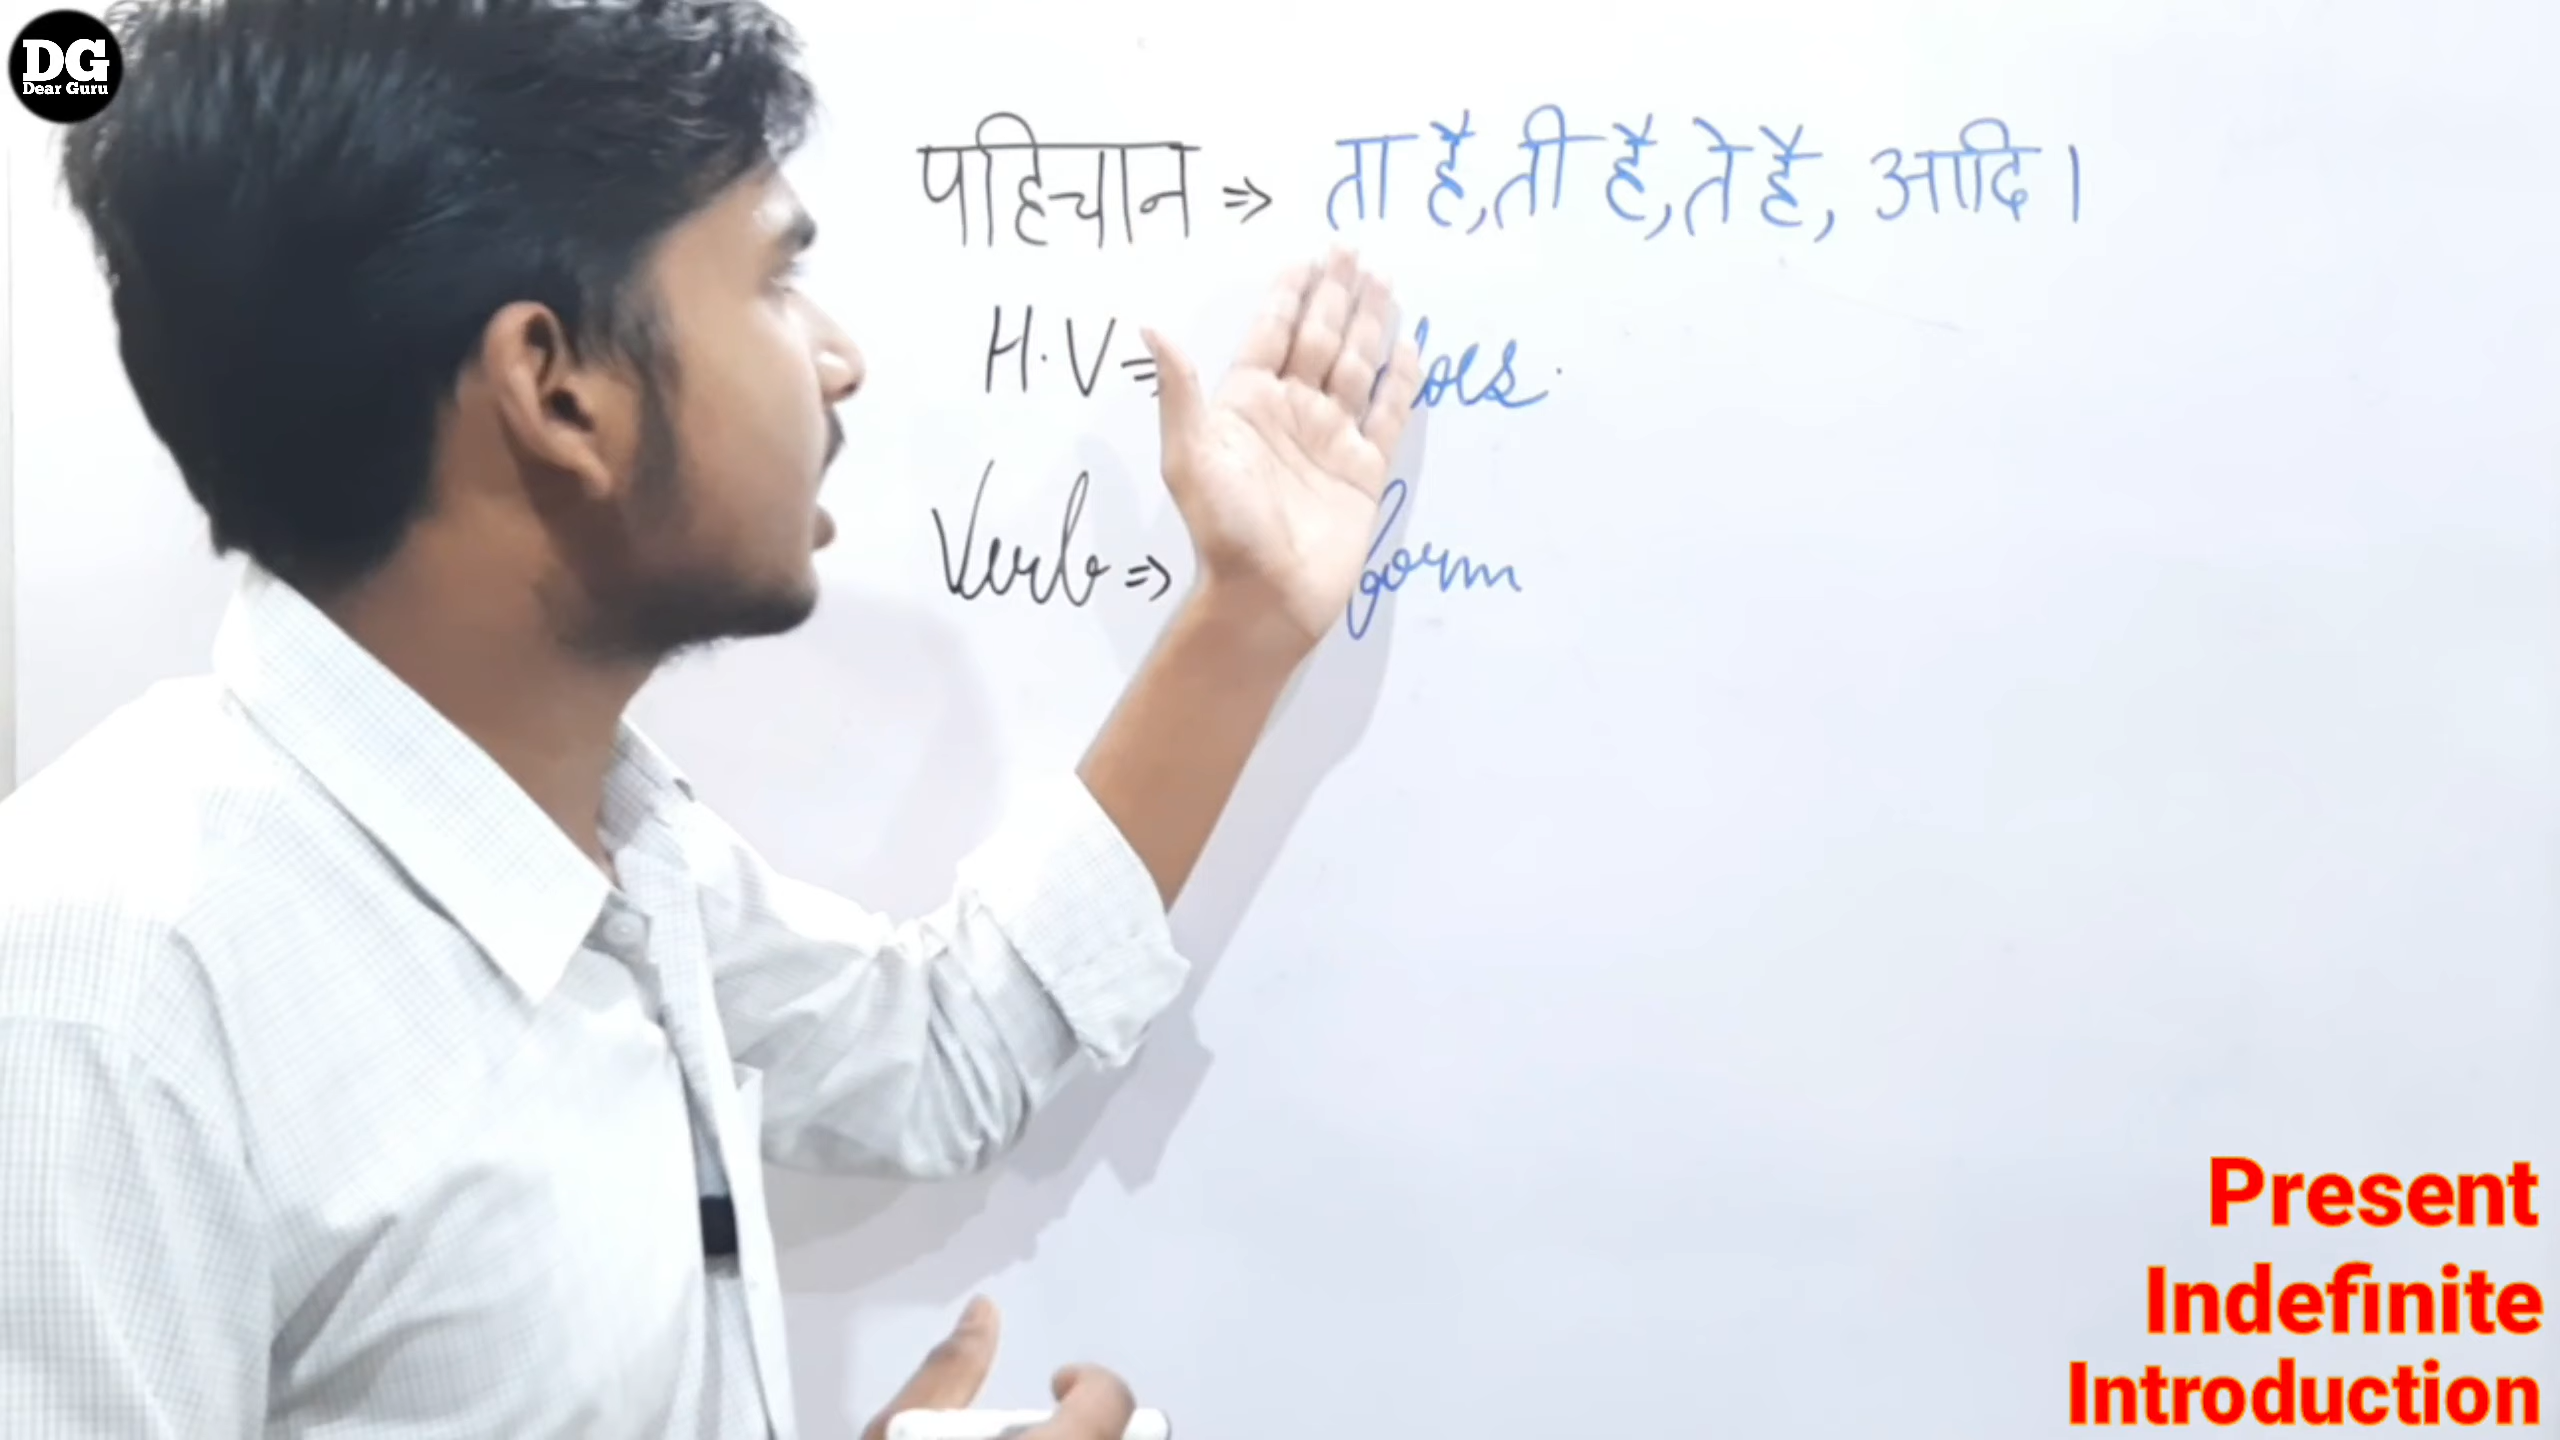 DG
Dear Guru
पहिचान ⇒ ता है, ती है, ते है, आदि।
H.V ⇒
Verb ⇒ form
Present
Indefinite
Introduction